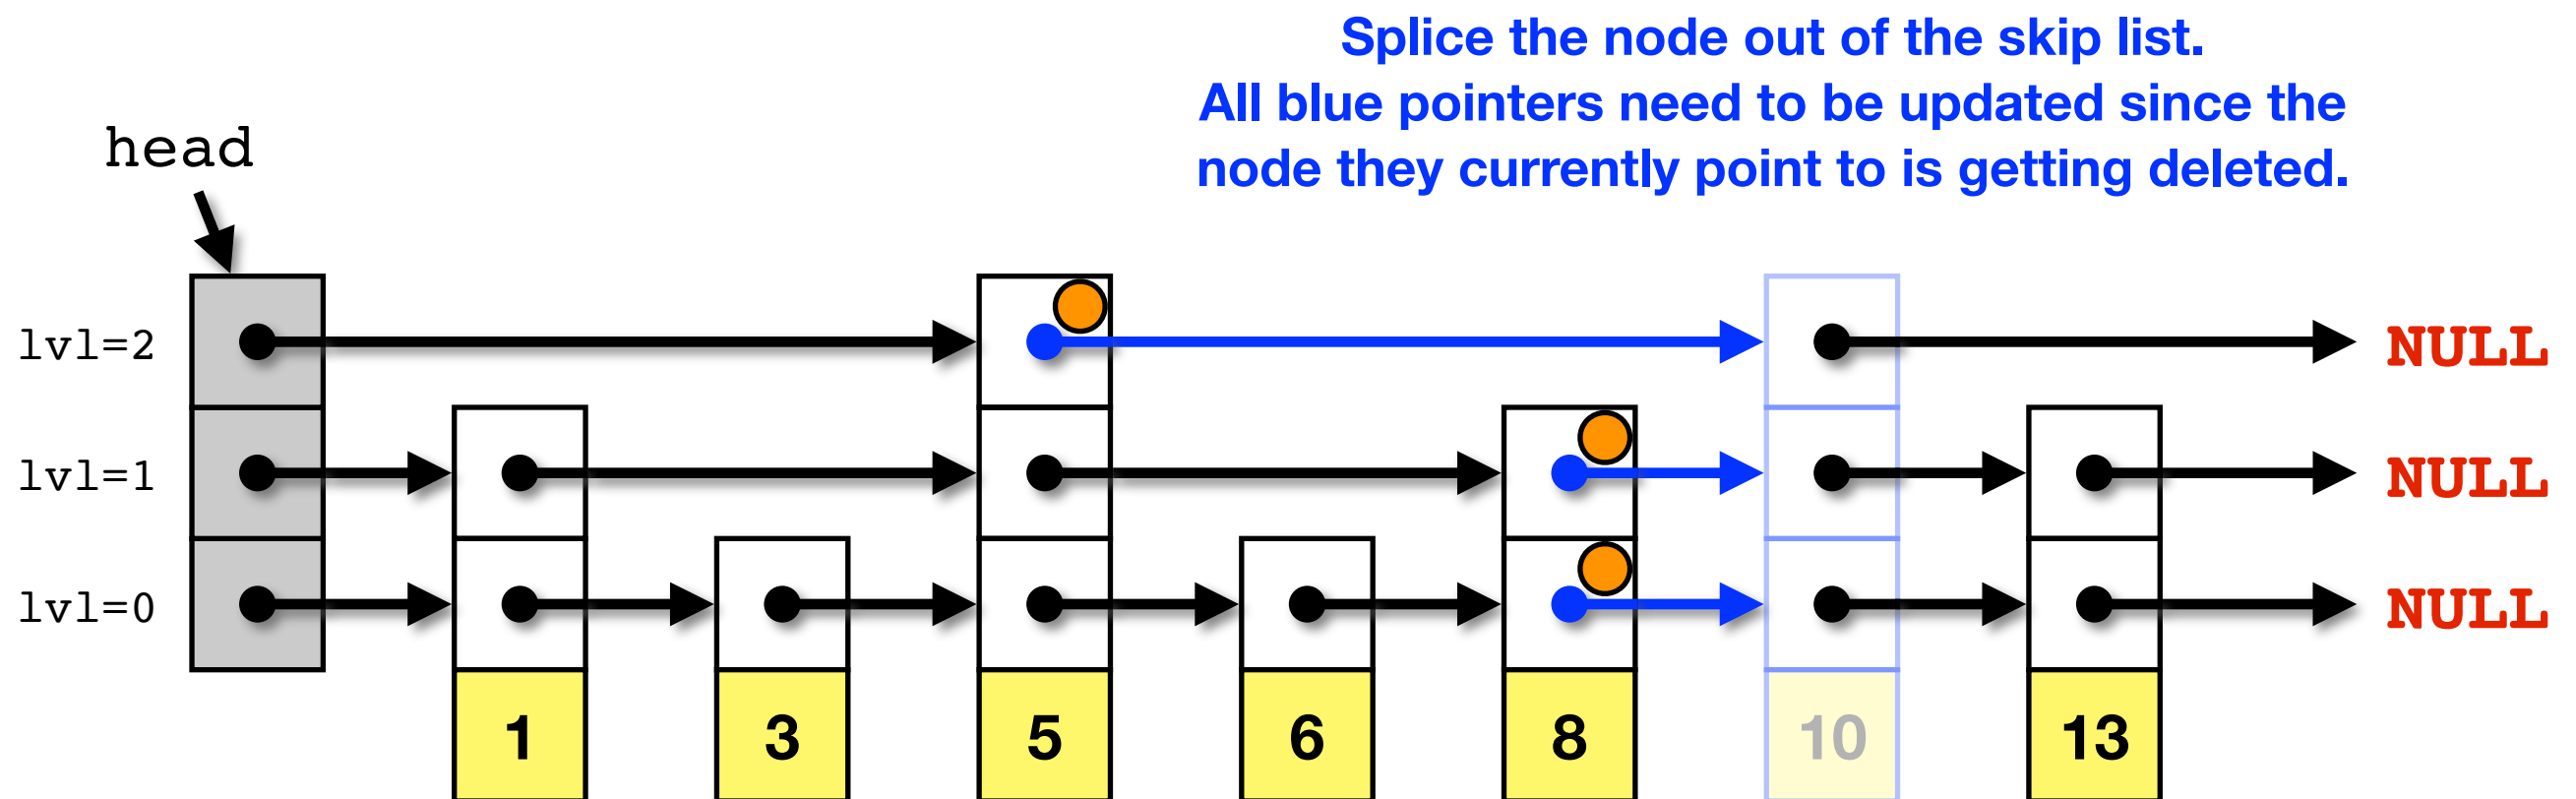 Splice the node out of the skip list.
All blue pointers need to be updated since the
node they currently point to is getting deleted.
head
lvl=2 NULL
lvl=1 NULL
lvl=0 NULL
1 3 5 6 8 10 13